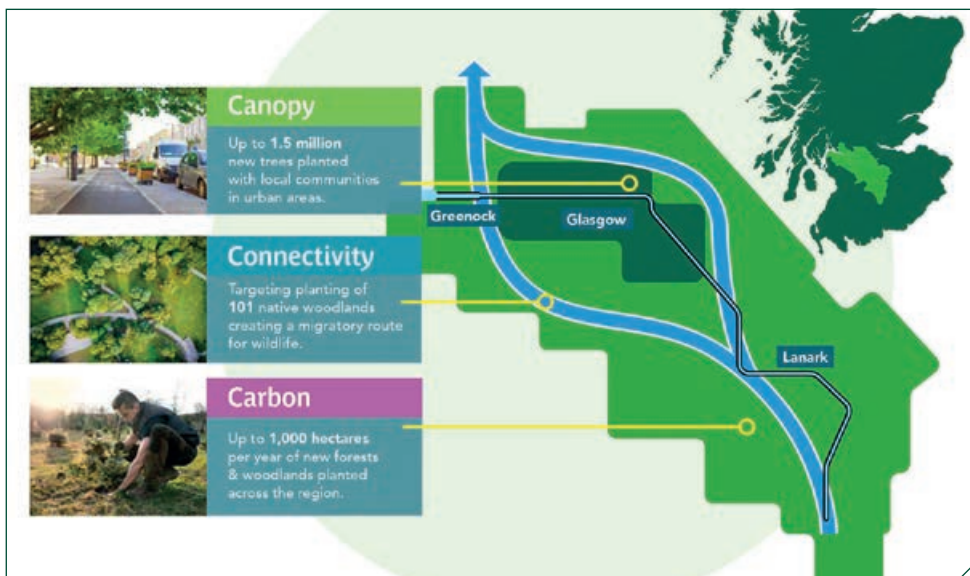 Canopy
Up to 1.5 million
new trees planted
with local communities
in urban areas.
Connectivity
Targeting planting of
101 native woodlands
creating a migratory route
for wildlife.
Carbon
Up to 1,000 hectares
per year of new forests
& woodlands planted
across the region.
Greenock
Glasgow
Lanark